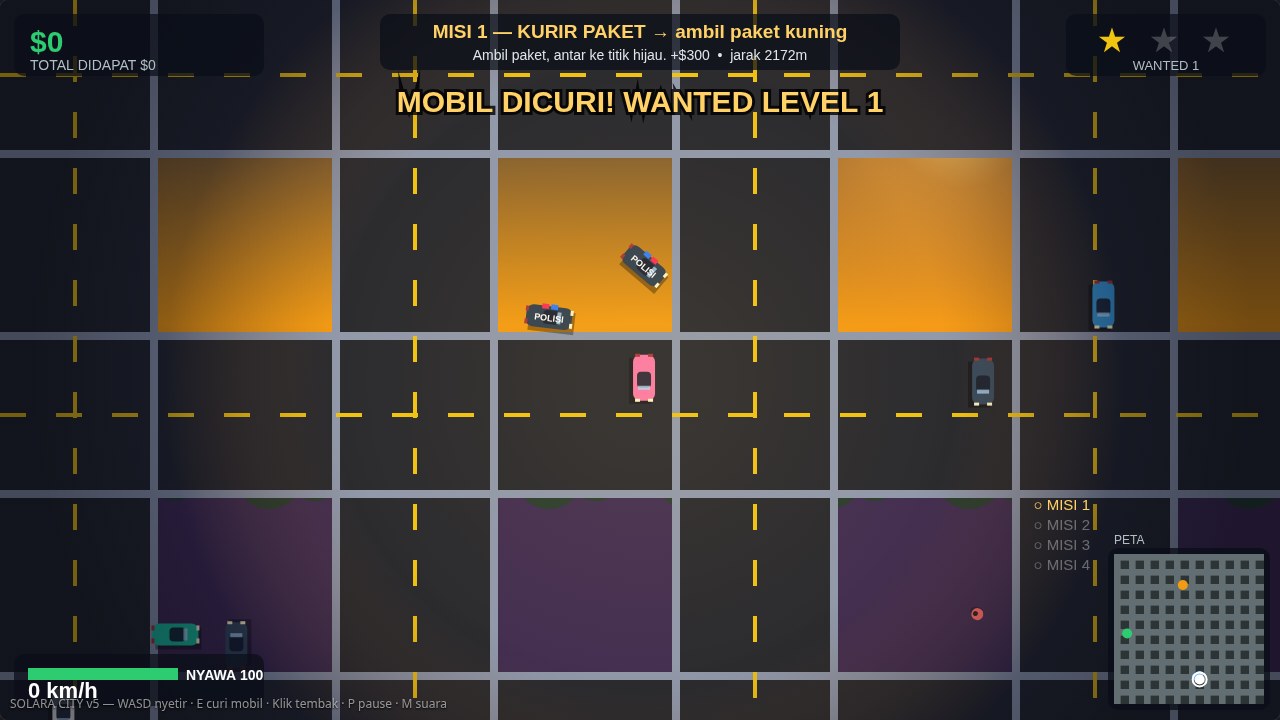 $0
TOTAL DIDAPAT $0
MISI 1 — KURIR PAKET → ambil paket kuning
Ambil paket, antar ke titik hijau. +$300 • jarak 2172m
★ ★ ★
WANTED 1
MOBIL DICURI! WANTED LEVEL 1
POLISI
POLISI
○ MISI 1
○ MISI 2
○ MISI 3
○ MISI 4
PETA
NYAWA 100
0 km/h
SOLARA CITY v5 — WASD nyetir · E curi mobil · Klik tembak · P pause · M suara